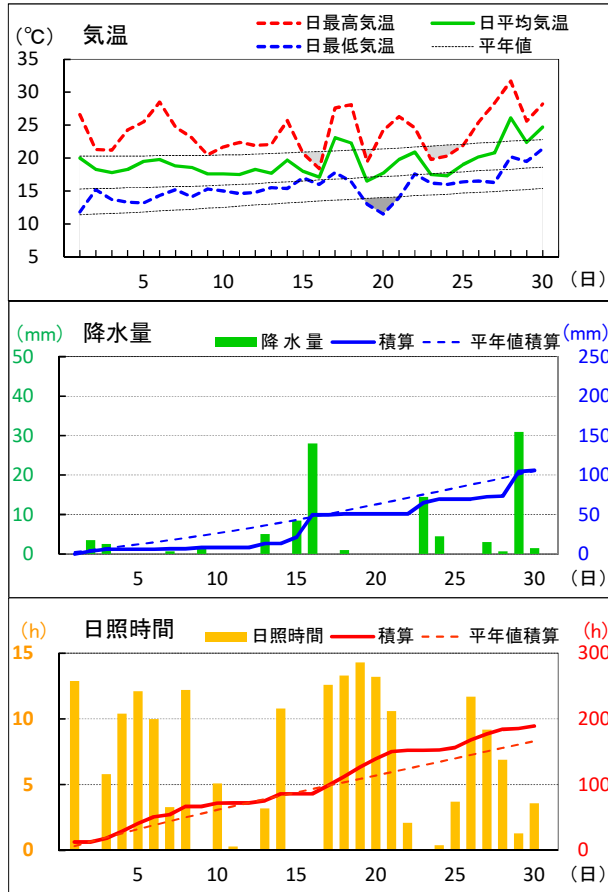 (℃) 気温 日最高気温 日平均気温
日最低気温 平年値
35
30
25
20
15
10
5
5 10 15 20 25 30 (日)
(mm) 降水量 (mm)
降 水 量 積算 平年値積算
50 250
40 200
30 150
20 100
10 50
0 0
5 10 15 20 25 30 (日)
(h) 日照時間 (h)
日照時間 積算 平年値積算
15 300
10 200
5 100
0 0
5 10 15 20 25 30 (日)